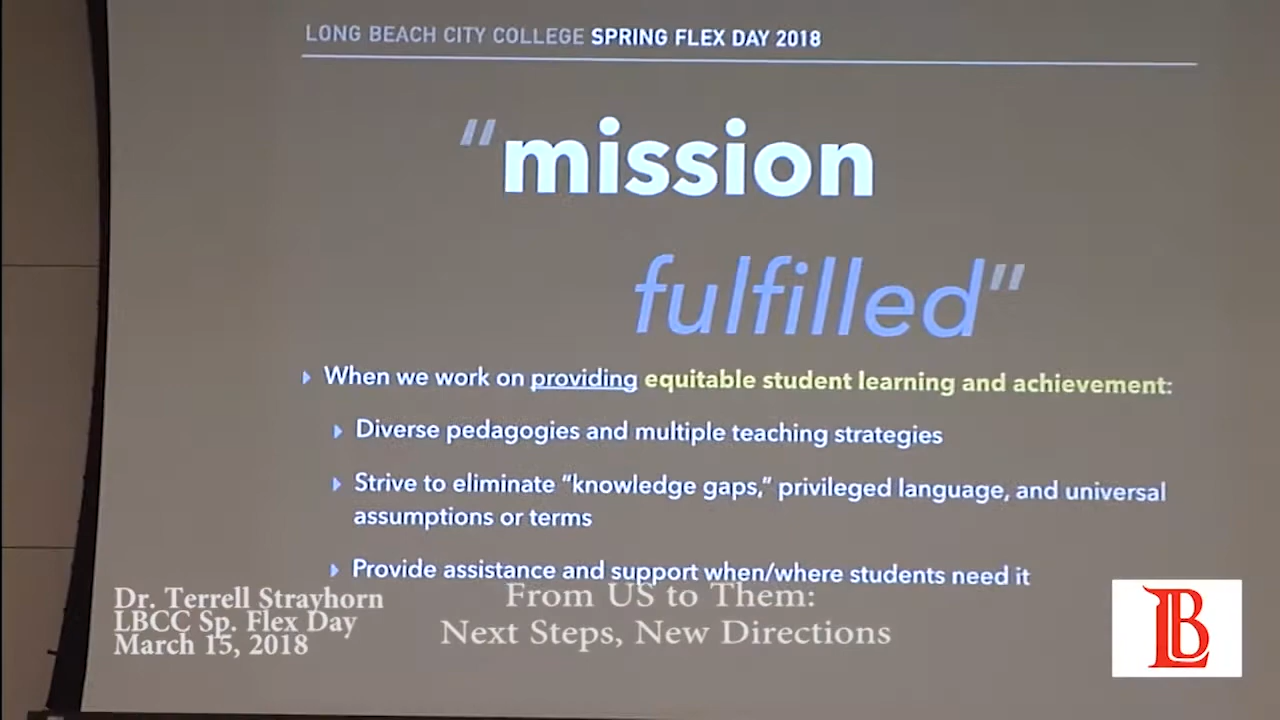 LONG BEACH CITY COLLEGE SPRING FLEX DAY 2018
"mission
fulfilled"
When we work on providing equitable student learning and achievement:
Diverse pedagogies and multiple teaching strategies
Strive to eliminate "knowledge gaps," privileged language, and universal
assumptions or terms
Provide assistance and support when/where students need it
Dr. Terrell Strayhorn
LBCC Sp. Flex Day
March 15, 2018
From US to Them:
Next Steps, New Directions
LB